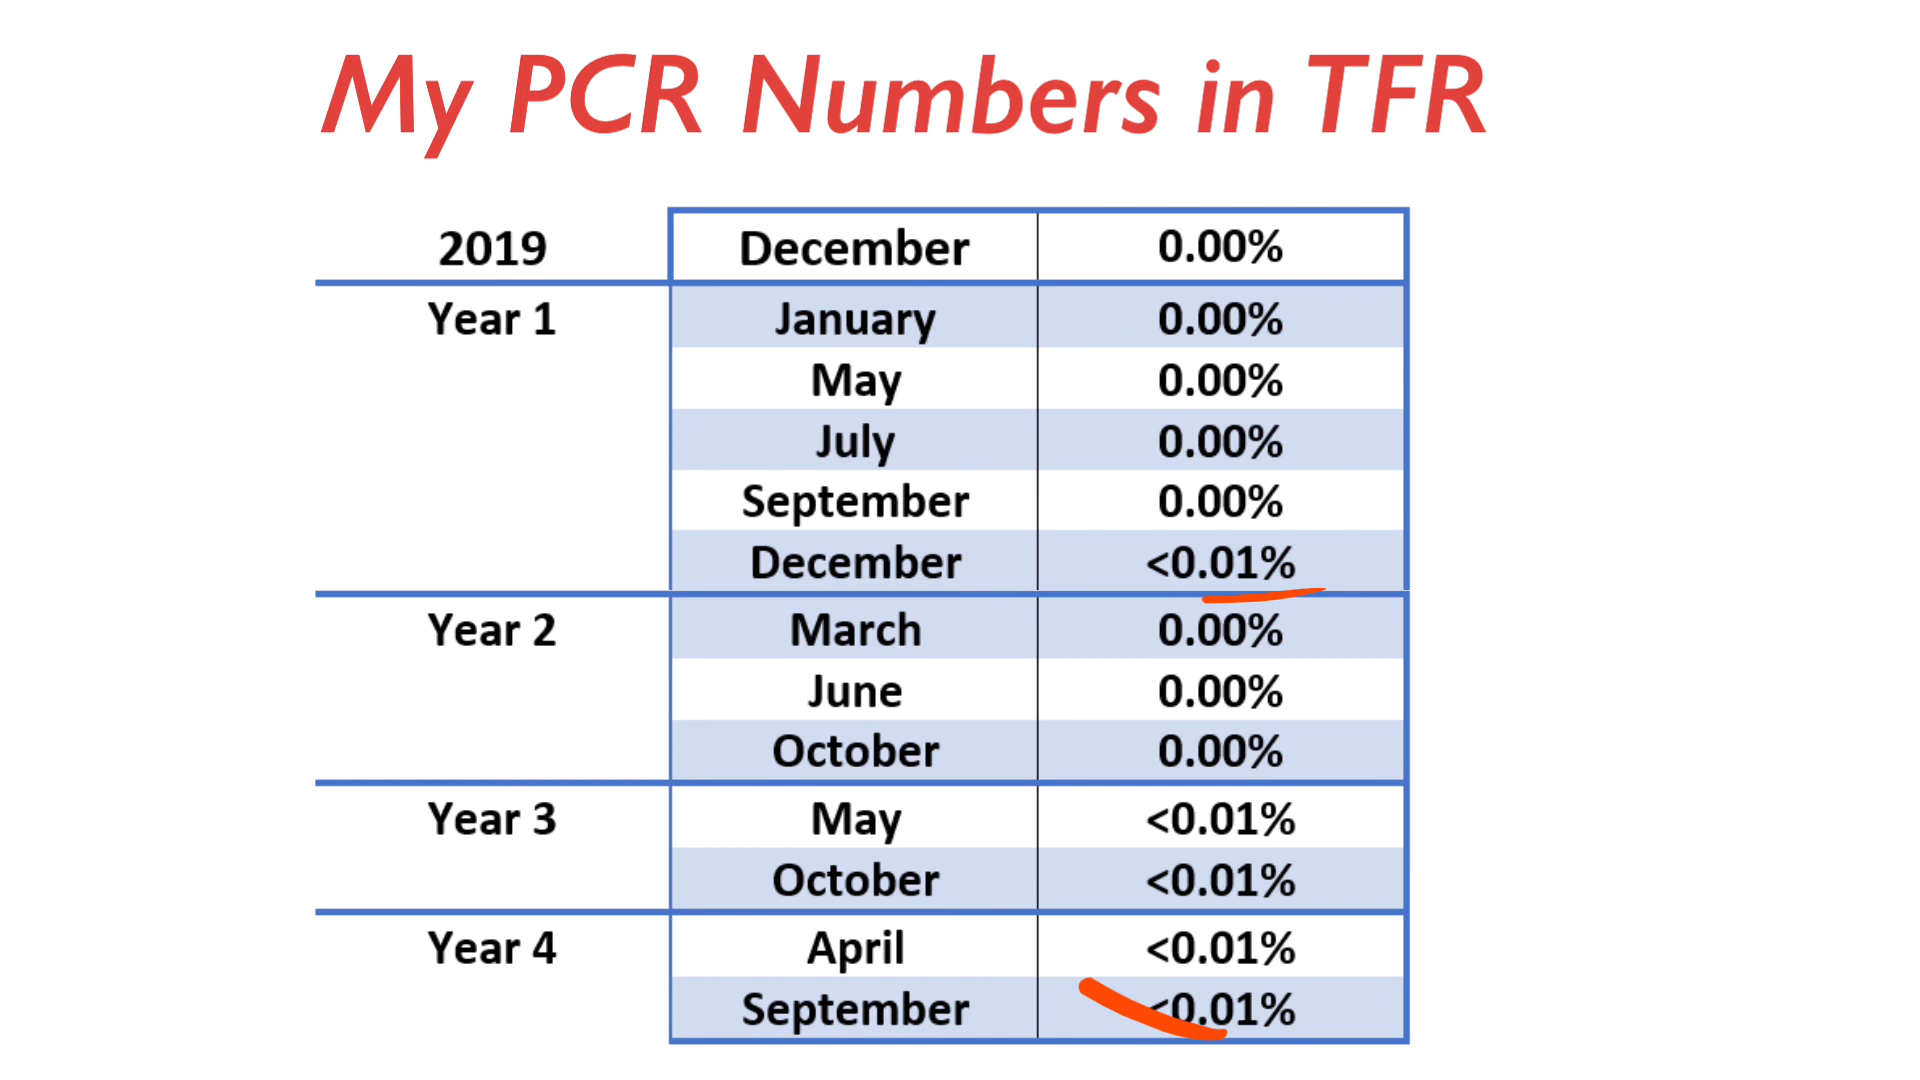 My PCR Numbers in TFR
2019 December 0.00%
Year 1 January 0.00%
May 0.00%
July 0.00%
September 0.00%
December <0.01%
Year 2 March 0.00%
June 0.00%
October 0.00%
Year 3 May <0.01%
October <0.01%
Year 4 April <0.01%
September <0.01%